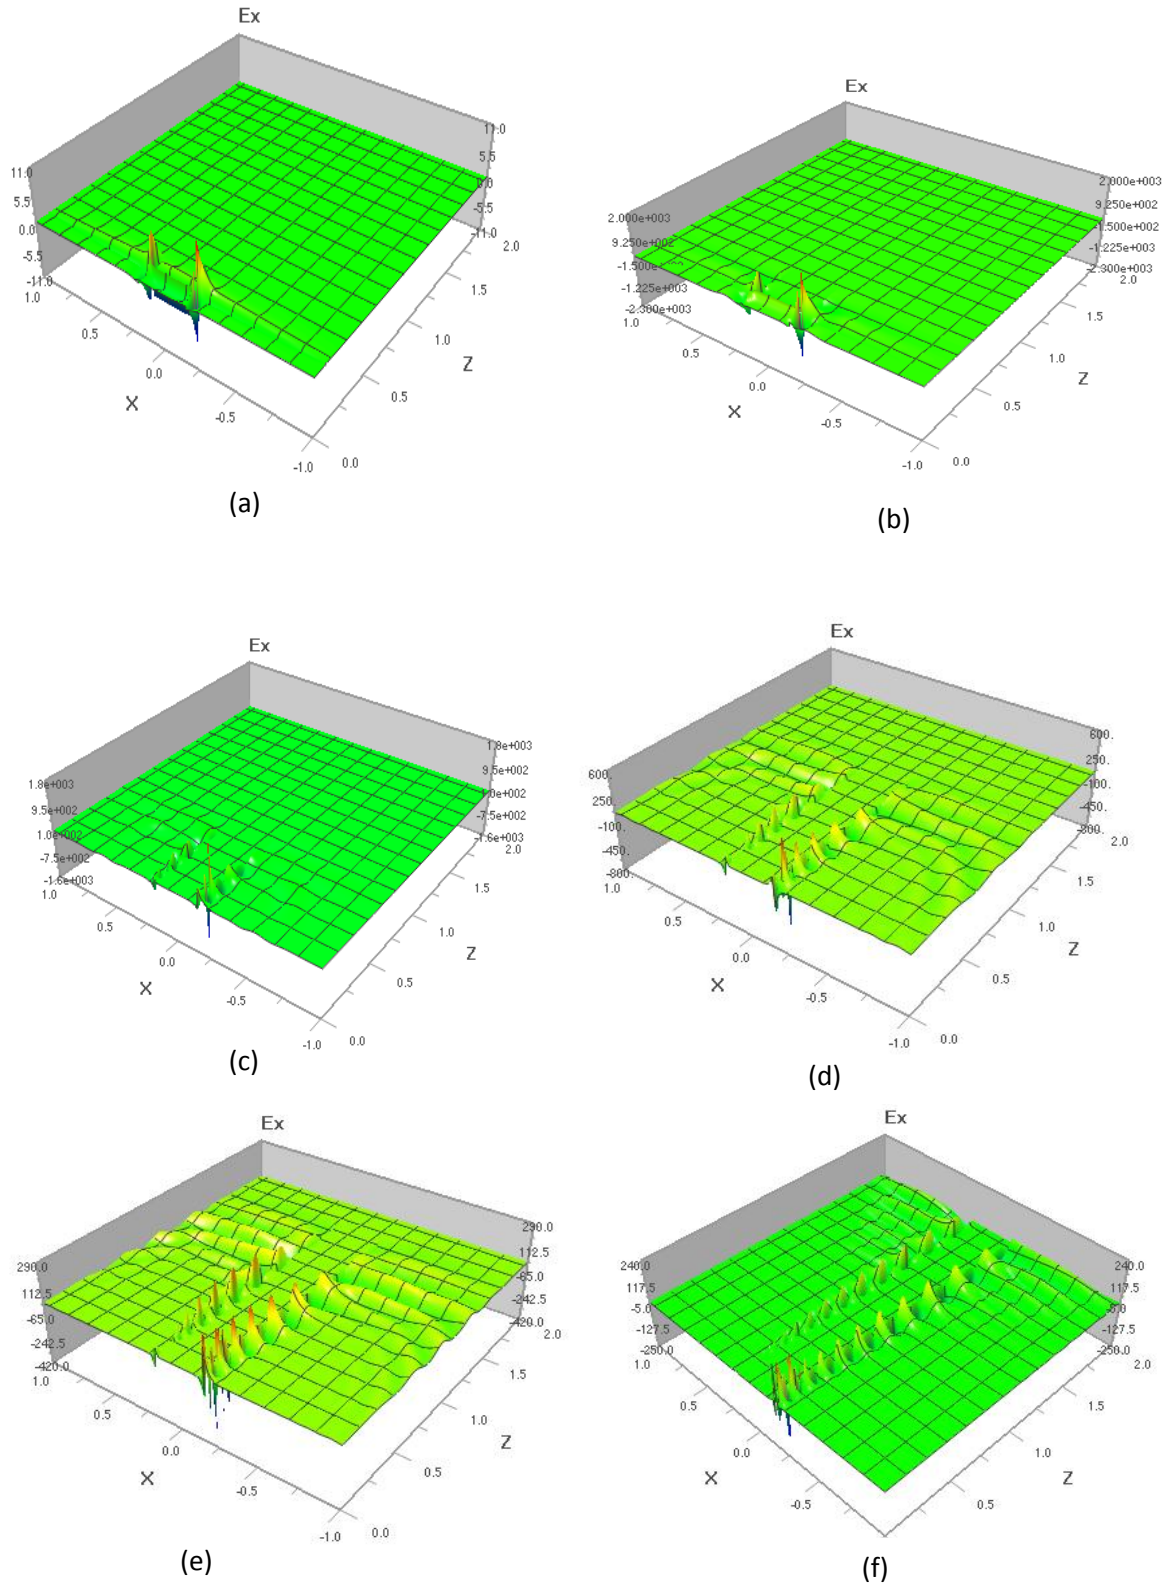 Ex
11.0
5.5
0.0
-5.5
-11.0
11.0
5.5
0.0
-5.5
-11.0
1.0
0.5
0.0
-0.5
-1.0
X
0.0
0.5
1.0
1.5
2.0
Z
(a)
Ex
2.000e+003
9.250e+002
-1.500e+002
-1.225e+003
-2.300e+003
2.000e+003
9.250e+002
-1.500e+002
-1.225e+003
-2.300e+003
1.0
0.5
0.0
-0.5
-1.0
X
0.0
0.5
1.0
1.5
2.0
Z
(b)
Ex
1.8e+003
9.5e+002
1.0e+002
-7.5e+002
-1.6e+003
1.8e+003
9.5e+002
1.0e+002
-7.5e+002
-1.6e+003
1.0
0.5
0.0
-0.5
-1.0
X
0.0
0.5
1.0
1.5
2.0
Z
(c)
Ex
600.
250.
-100.
-450.
-800.
600.
250.
-100.
-450.
-800.
1.0
0.5
0.0
-0.5
-1.0
X
0.0
0.5
1.0
1.5
2.0
Z
(d)
Ex
290.0
112.5
-65.0
-242.5
-420.0
290.0
112.5
-65.0
-242.5
-420.0
1.0
0.5
0.0
-0.5
-1.0
X
0.0
0.5
1.0
1.5
2.0
Z
(e)
Ex
240.0
117.5
-5.0
-127.5
-250.0
240.0
117.5
-5.0
-127.5
-250.0
1.0
0.5
0.0
-0.5
X
0.5
1.0
1.5
2.0
Z
(f)